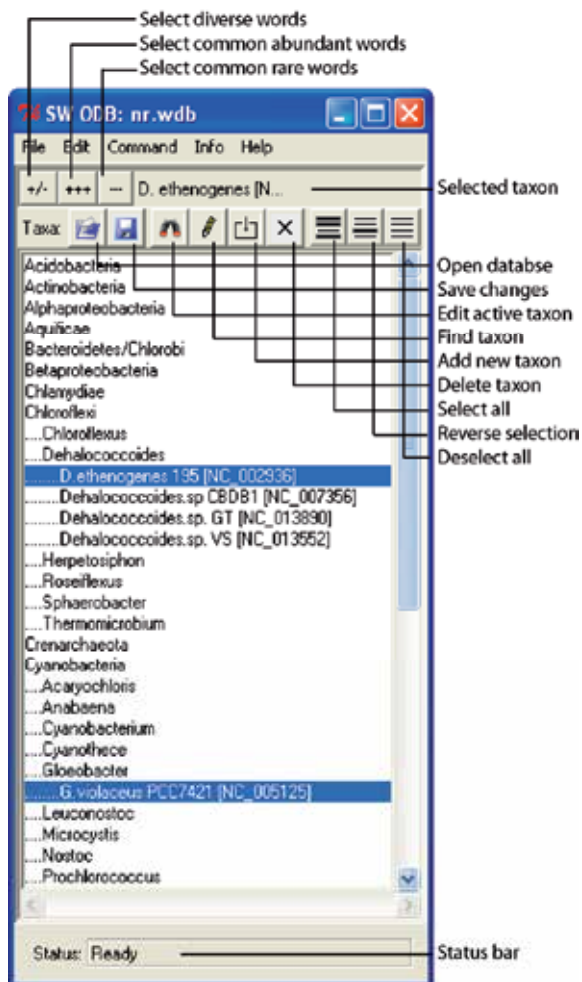 Select diverse words
Select common abundant words
Select common rare words
SW ODB: nr.wdb
File Edit Command Info Help
+/- +++ --- D. ethenogenes [N...
Selected taxon
Taxa:
Open databse
Save changes
Edit active taxon
Find taxon
Add new taxon
Delete taxon
Select all
Reverse selection
Deselect all
Acidobacteria
Actinobacteria
Alphaproteobacteria
Aquificae
Bacteroidetes/Chlorobi
Betaproteobacteria
Chlamydiae
Chloroflexi
....Chloroflexus
....Dehalococcoides
........D.ethenogenes 195 [NC_002936]
........Dehalococcoides.sp CBDB1 [NC_007356]
........Dehalococcoides.sp. GT [NC_013890]
........Dehalococcoides.sp. VS [NC_013552]
....Herpetosiphon
....Roseiflexus
....Sphaerobacter
....Thermomicrobium
Crenarchaeota
Cyanobacteria
....Acaryochloris
....Anabaena
....Cyanobacterium
....Cyanothece
....Gloeobacter
........G.violaceus PCC7421 [NC_005125]
....Leuconostoc
....Microcystis
....Nostoc
....Prochlorococcus
Status: Ready
Status bar